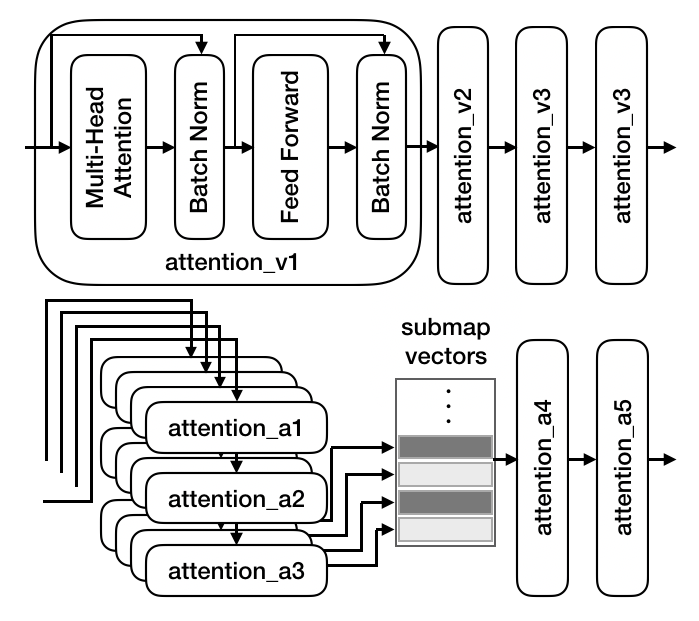 Multi-Head
Attention
Batch Norm
Feed Forward
Batch Norm
attention_v1
attention_v2
attention_v3
attention_v3
submap
vectors
attention_a1
attention_a2
attention_a3
attention_a4
attention_a5